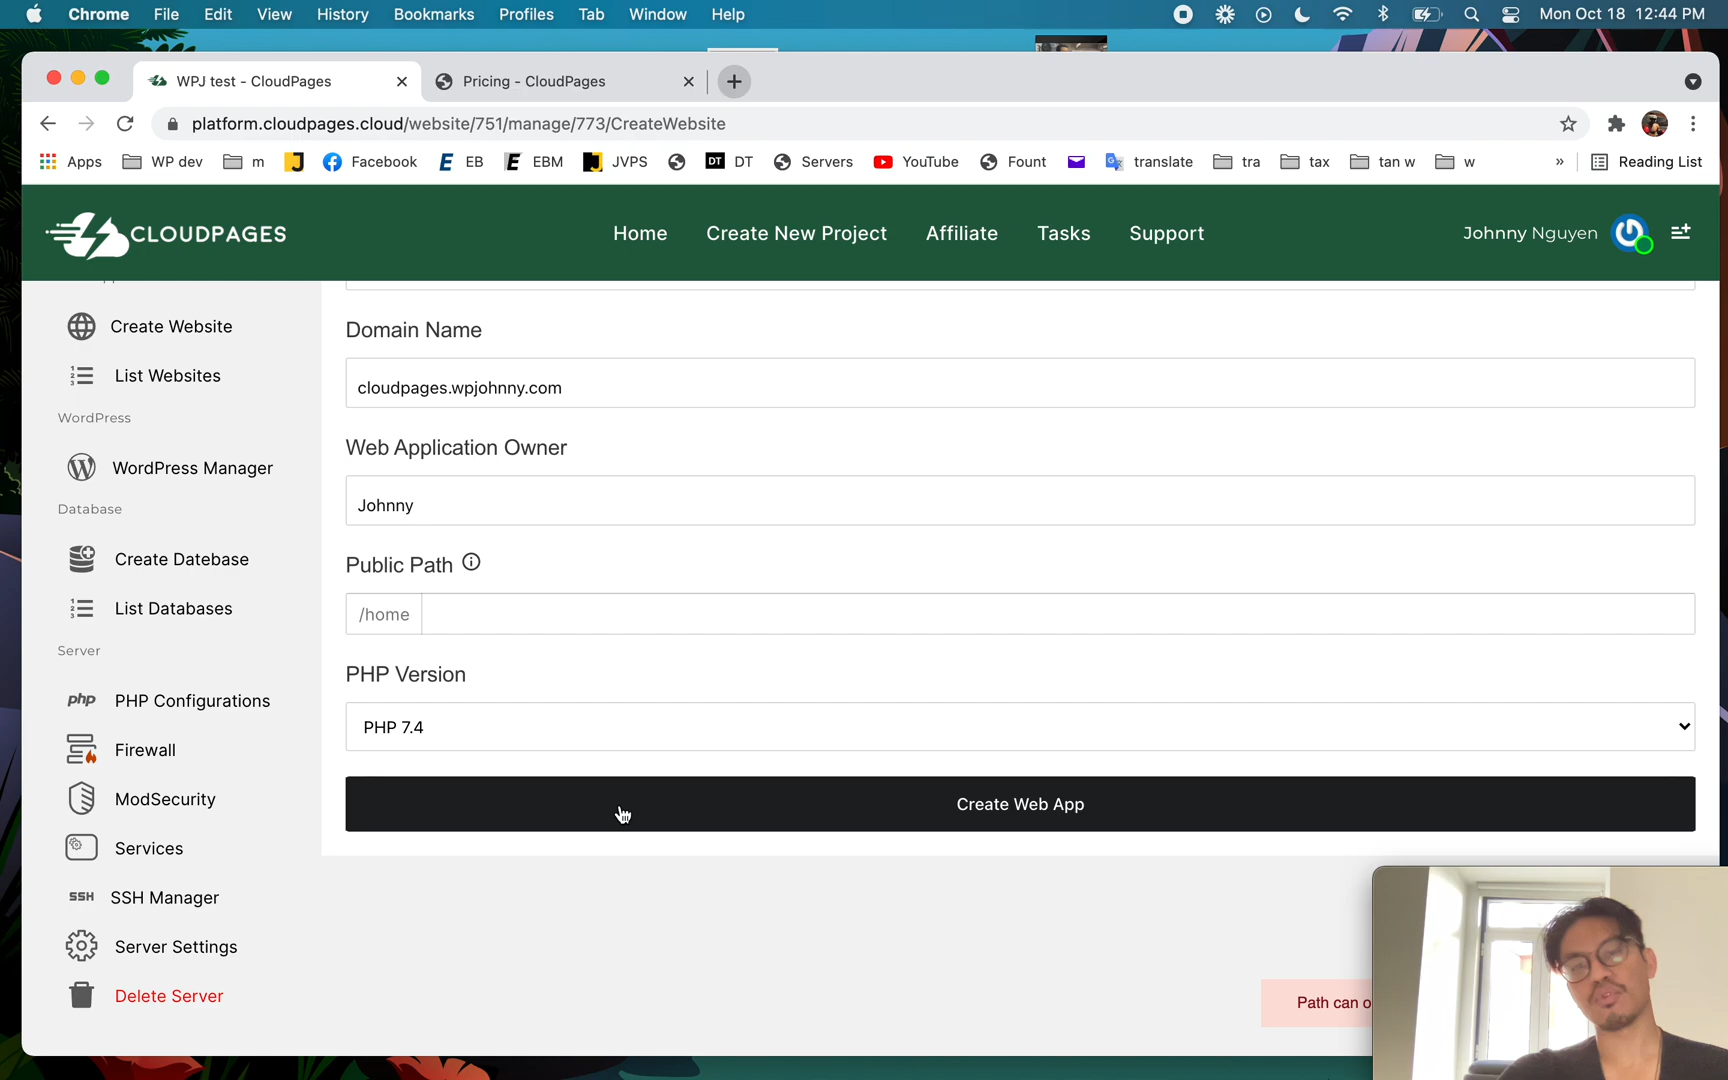 Chrome File Edit View History Bookmarks Profiles Tab Window Help Mon Oct 18 12:44 PM
WPJ test - CloudPages Pricing - CloudPages
platform.cloudpages.cloud/website/751/manage/773/CreateWebsite
Apps WP dev m J Facebook E EB E EBM J JVPS DT DT Servers YouTube Fount translate tra tax tan w w » Reading List
CLOUDPAGES Home Create New Project Affiliate Tasks Support Johnny Nguyen
Create Website
List Websites
WordPress
WordPress Manager
Database
Create Datebase
List Databases
Server
php PHP Configurations
Firewall
ModSecurity
Services
SSH SSH Manager
Server Settings
Delete Server
Domain Name
cloudpages.wpjohnny.com
Web Application Owner
Johnny
Public Path
/home
PHP Version
PHP 7.4
Create Web App
Path can